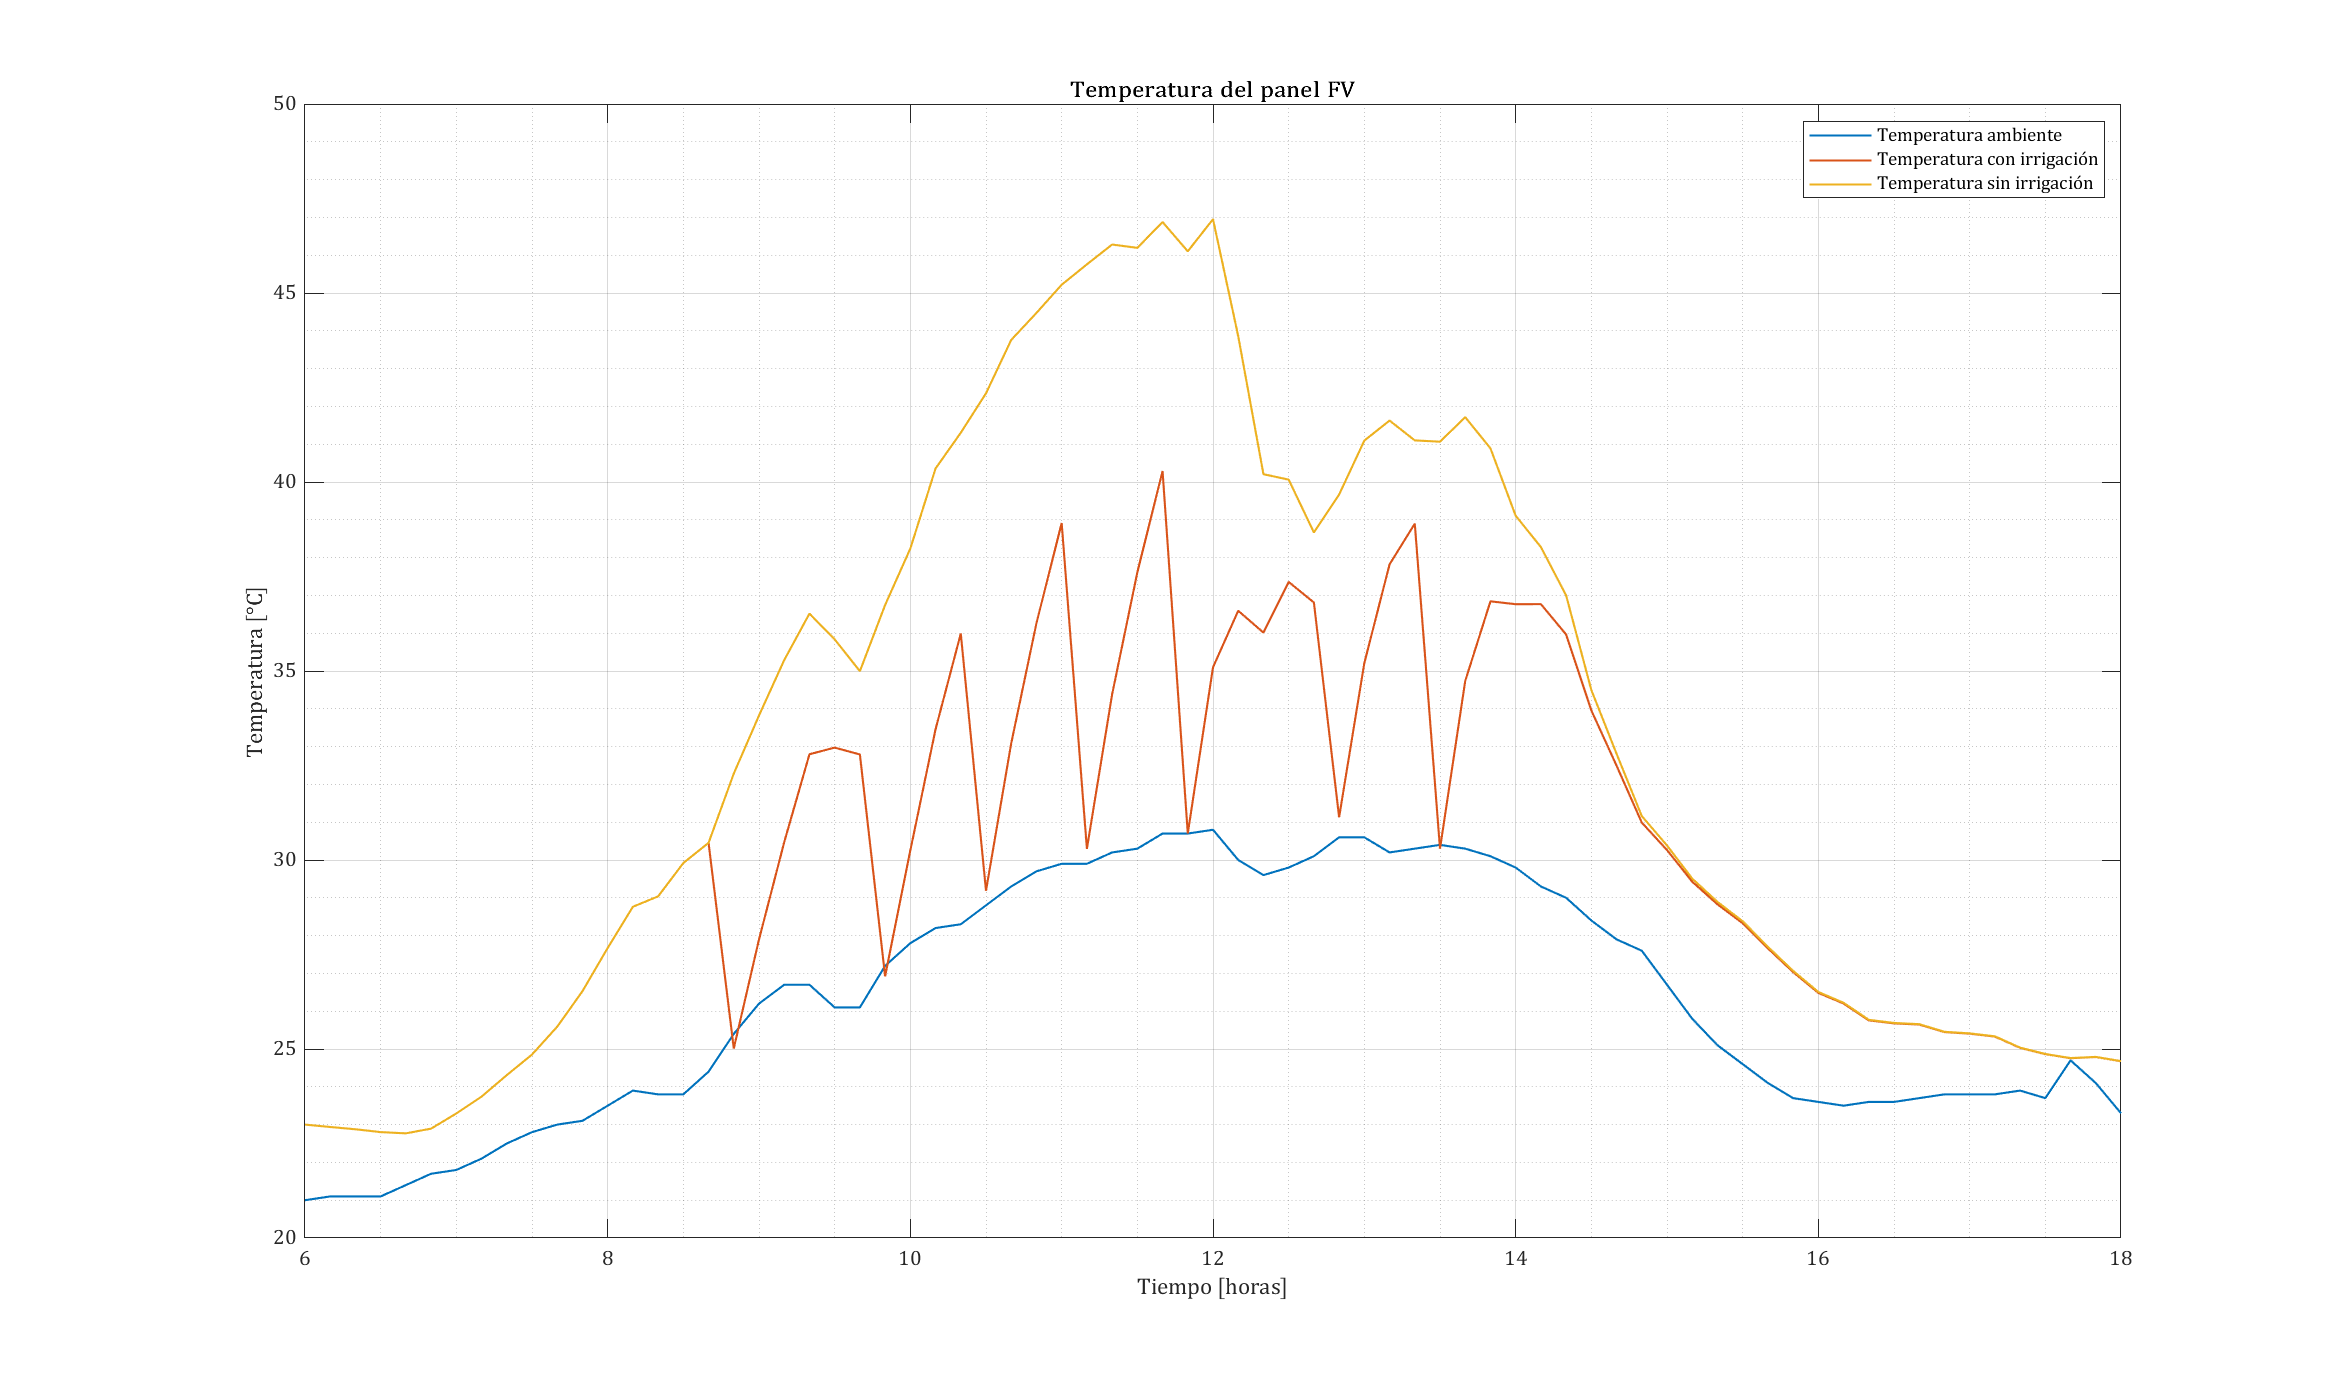 Temperatura del panel FV
50
45
40
35
30
25
20
Temperatura [°C]
6 8 10 12 14 16 18
Tiempo [horas]
Temperatura ambiente
Temperatura con irrigación
Temperatura sin irrigación